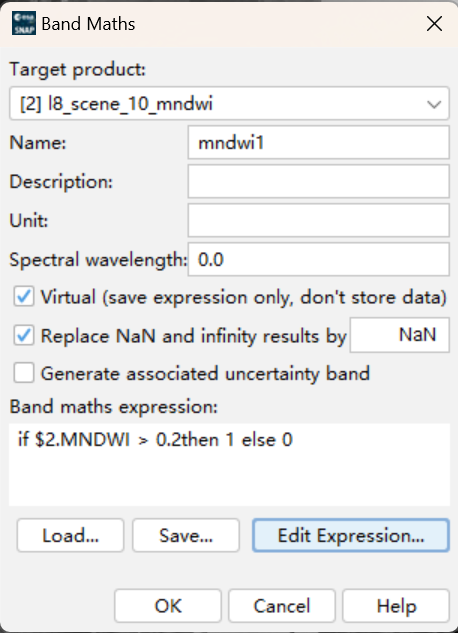 esa
SNAP
Band Maths
Target product:
[2] l8_scene_10_mndwi
Name: mndwi1
Description:
Unit:
Spectral wavelength: 0.0
Virtual (save expression only, don't store data)
Replace NaN and infinity results by NaN
Generate associated uncertainty band
Band maths expression:
if $2.MNDWI > 0.2then 1 else 0
Load... Save... Edit Expression...
OK Cancel Help